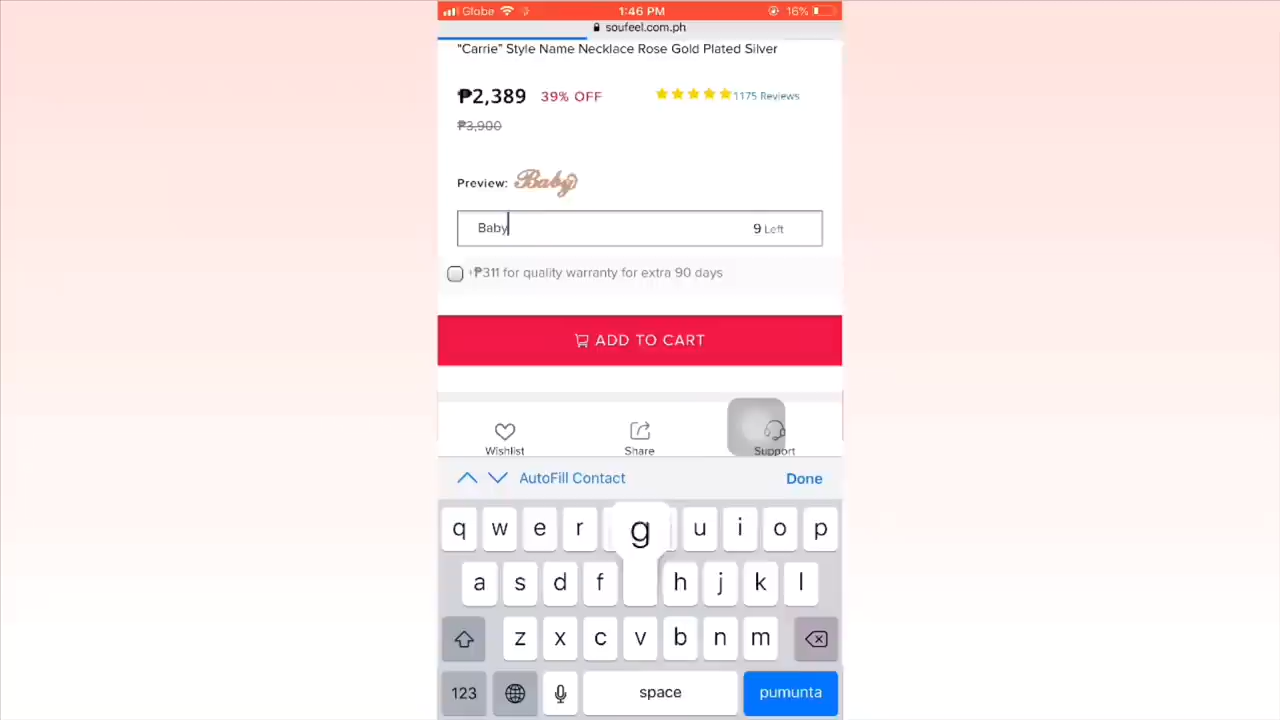 Globe 1:46 PM 16%
soufeel.com.ph
"Carrie" Style Name Necklace Rose Gold Plated Silver
₱2,389 39% OFF 1175 Reviews
₱3,900
Preview: Baby
Baby 9 Left
+₱311 for quality warranty for extra 90 days
ADD TO CART
Wishlist Share Support
AutoFill Contact Done
q w e r g u i o p
a s d f h j k l
z x c v b n m
123 space pumunta